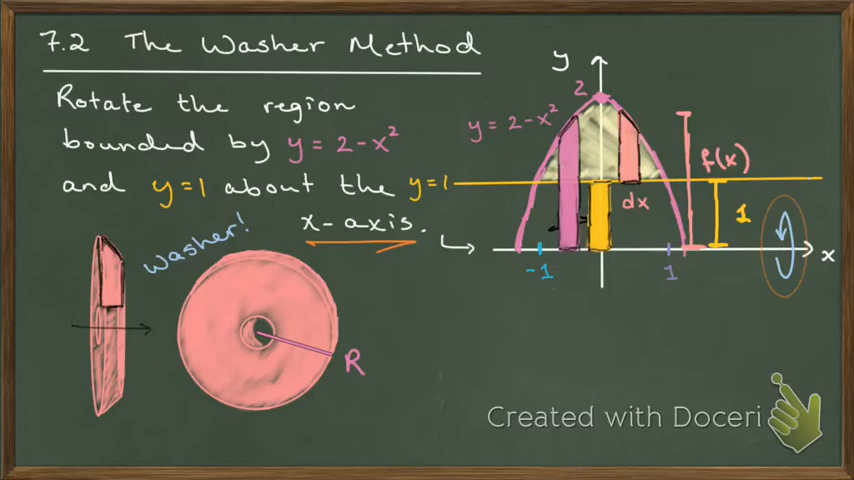 7.2 The Washer Method
Rotate the region
bounded by y = 2 - x²
and y = 1 about the
x-axis.
Washer!
R
y
2
y = 2 - x²
f(x)
y = 1
1
dx
-1
1
x
Created with Doceri